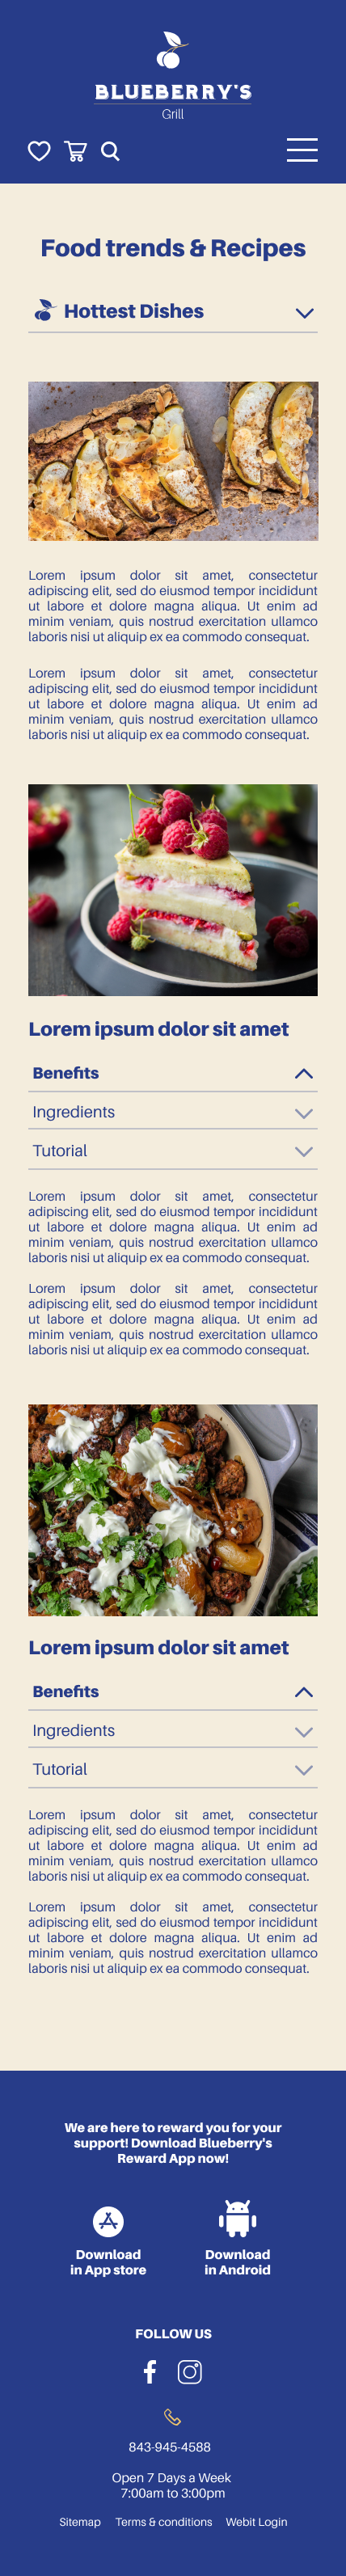 BLUEBERRY'S
Grill
Food trends & Recipes
Hottest Dishes
Lorem ipsum dolor sit amet, consectetur
adipiscing elit, sed do eiusmod tempor incididunt
ut labore et dolore magna aliqua. Ut enim ad
minim veniam, quis nostrud exercitation ullamco
laboris nisi ut aliquip ex ea commodo consequat.
Lorem ipsum dolor sit amet, consectetur
adipiscing elit, sed do eiusmod tempor incididunt
ut labore et dolore magna aliqua. Ut enim ad
minim veniam, quis nostrud exercitation ullamco
laboris nisi ut aliquip ex ea commodo consequat.
Lorem ipsum dolor sit amet
Benefits
Ingredients
Tutorial
Lorem ipsum dolor sit amet, consectetur
adipiscing elit, sed do eiusmod tempor incididunt
ut labore et dolore magna aliqua. Ut enim ad
minim veniam, quis nostrud exercitation ullamco
laboris nisi ut aliquip ex ea commodo consequat.
Lorem ipsum dolor sit amet, consectetur
adipiscing elit, sed do eiusmod tempor incididunt
ut labore et dolore magna aliqua. Ut enim ad
minim veniam, quis nostrud exercitation ullamco
laboris nisi ut aliquip ex ea commodo consequat.
Lorem ipsum dolor sit amet
Benefits
Ingredients
Tutorial
Lorem ipsum dolor sit amet, consectetur
adipiscing elit, sed do eiusmod tempor incididunt
ut labore et dolore magna aliqua. Ut enim ad
minim veniam, quis nostrud exercitation ullamco
laboris nisi ut aliquip ex ea commodo consequat.
Lorem ipsum dolor sit amet, consectetur
adipiscing elit, sed do eiusmod tempor incididunt
ut labore et dolore magna aliqua. Ut enim ad
minim veniam, quis nostrud exercitation ullamco
laboris nisi ut aliquip ex ea commodo consequat.
We are here to reward you for your
support! Download Blueberry's
Reward App now!
Download
in App store
Download
in Android
FOLLOW US
843-945-4588
Open 7 Days a Week
7:00am to 3:00pm
Sitemap Terms & conditions Webit Login